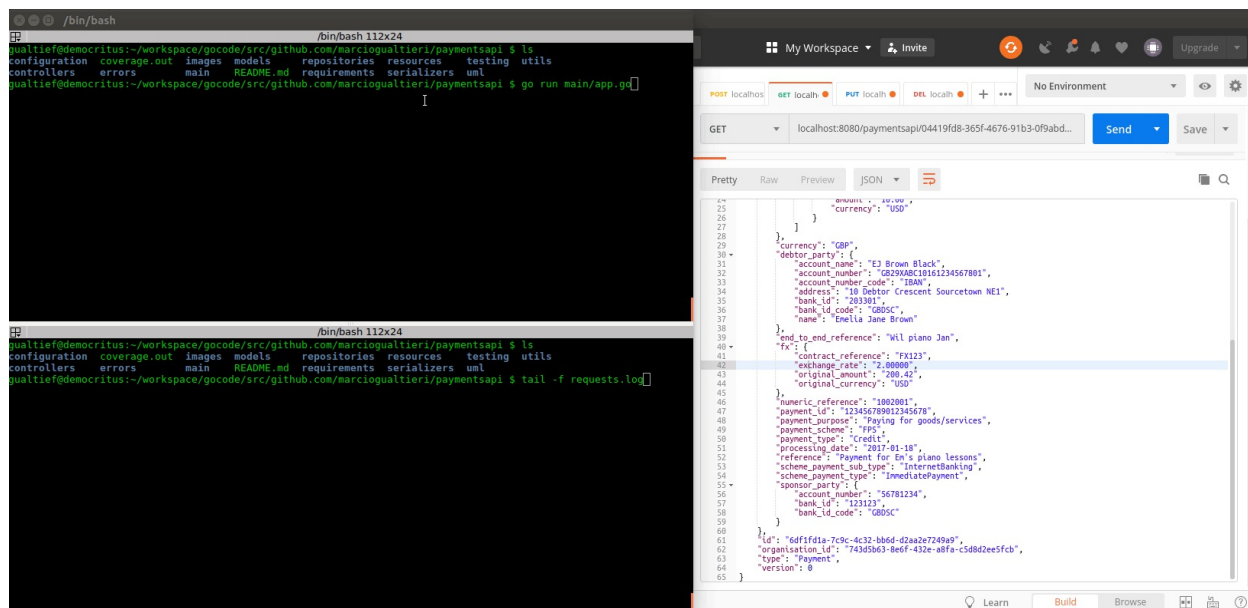 /bin/bash
/bin/bash 112x24
gualtief@democritus:~/workspace/gocode/src/github.com/marciogualtieri/paymentsapi $ ls
configuration coverage.out images models repositories resources testing utils
controllers errors main README.md requirements serializers uml
gualtief@democritus:~/workspace/gocode/src/github.com/marciogualtieri/paymentsapi $ go run main/app.go
/bin/bash 112x24
gualtief@democritus:~/workspace/gocode/src/github.com/marciogualtieri/paymentsapi $ ls
configuration coverage.out images models repositories resources testing utils
controllers errors main README.md requirements serializers uml
gualtief@democritus:~/workspace/gocode/src/github.com/marciogualtieri/paymentsapi $ tail -f requests.log
My Workspace Invite Upgrade
POST localhos GET localh PUT localh DEL localh + ••• No Environment
GET localhost:8080/paymentsapi/04419fd8-365f-4676-91b3-0f9abd... Send Save
Pretty Raw Preview JSON
24 "amount": "10.00",
25 "currency": "USD"
26 }
27 ]
28 },
29 "currency": "GBP",
30 "debtor_party": {
31 "account_name": "EJ Brown Black",
32 "account_number": "GB29XABC10161234567801",
33 "account_number_code": "IBAN",
34 "address": "10 Debtor Crescent Sourcetown NE1",
35 "bank_id": "203301",
36 "bank_id_code": "GBDSC",
37 "name": "Emelia Jane Brown"
38 },
39 "end_to_end_reference": "Wil piano Jan",
40 "fx": {
41 "contract_reference": "FX123",
42 "exchange_rate": "2.00000",
43 "original_amount": "200.42",
44 "original_currency": "USD"
45 },
46 "numeric_reference": "1002001",
47 "payment_id": "123456789012345678",
48 "payment_purpose": "Paying for goods/services",
49 "payment_scheme": "FPS",
50 "payment_type": "Credit",
51 "processing_date": "2017-01-18",
52 "reference": "Payment for Em's piano lessons",
53 "scheme_payment_sub_type": "InternetBanking",
54 "scheme_payment_type": "ImmediatePayment",
55 "sponsor_party": {
56 "account_number": "56781234",
57 "bank_id": "123123",
58 "bank_id_code": "GBDSC"
59 }
60 },
61 "id": "6df1fd1a-7c9c-4c32-bb6d-d2aa2e7249a9",
62 "organisation_id": "743d5b63-8e6f-432e-a8fa-c5d8d2ee5fcb",
63 "type": "Payment",
64 "version": 0
65 }
Learn Build Browse